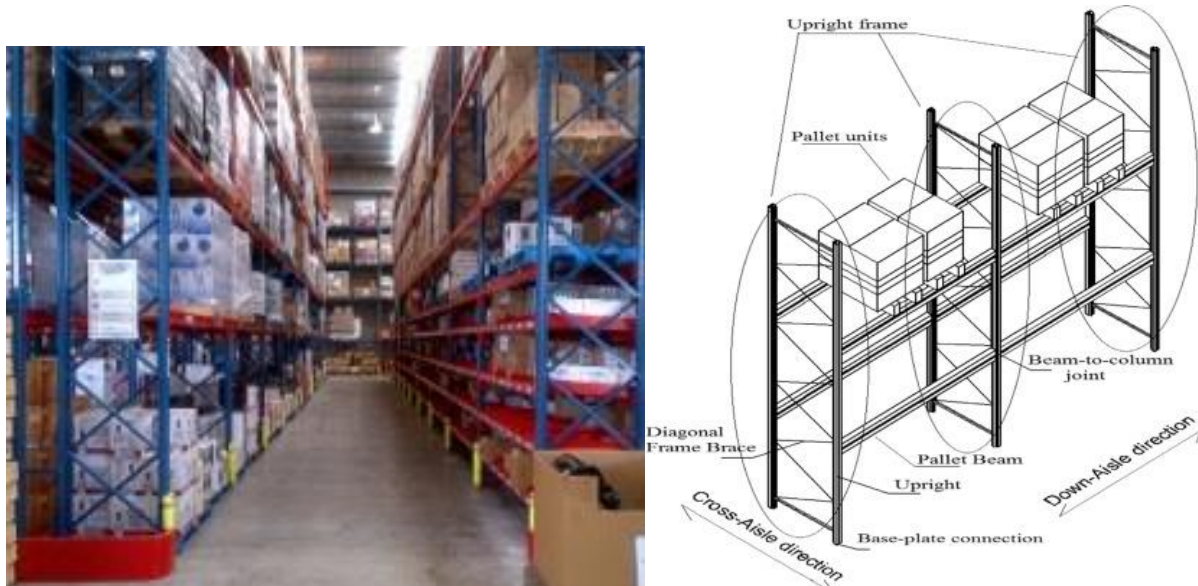 Upright frame
Pallet units
Beam-to-column
joint
Diagonal
Frame Brace
Pallet Beam
Upright
Down-Aisle direction
Cross-Aisle direction
Base-plate connection